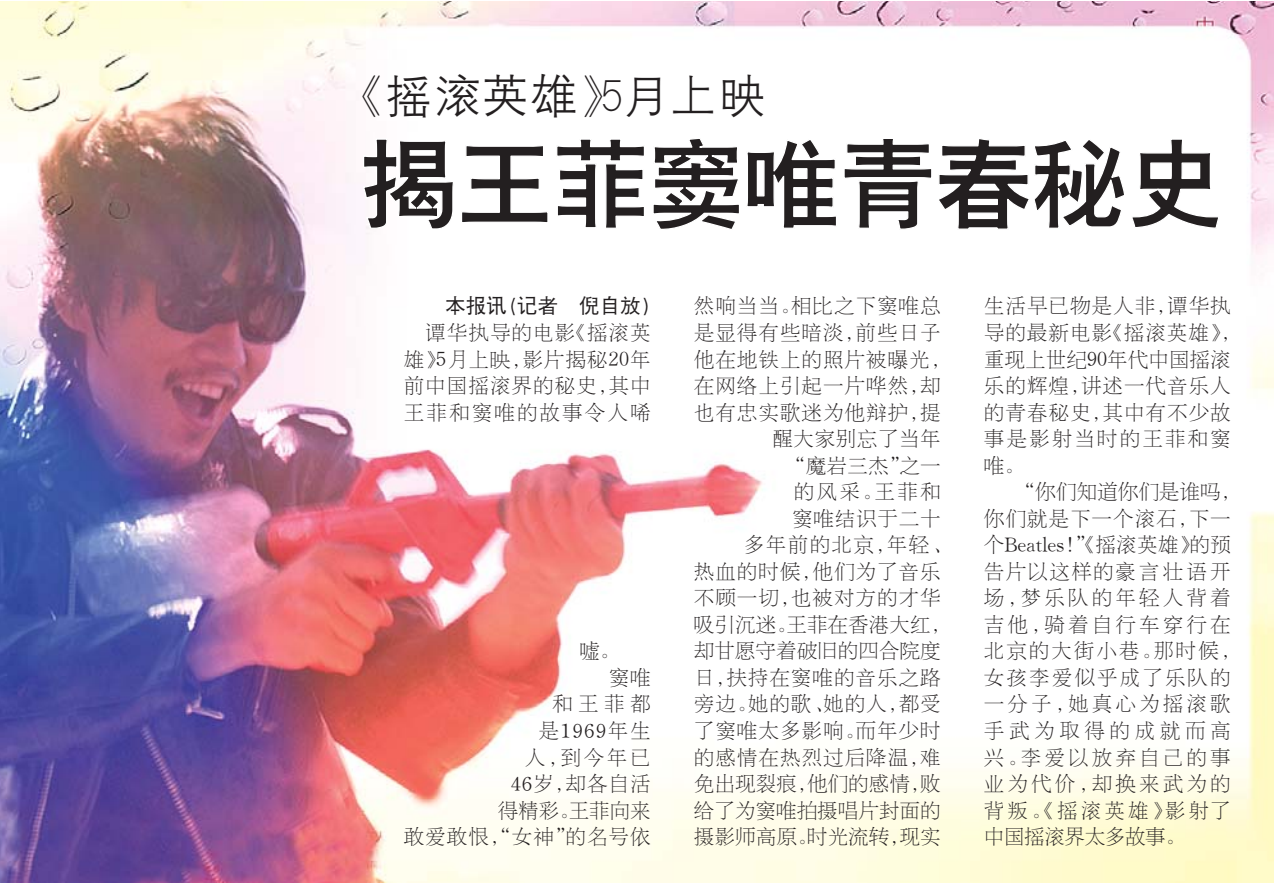 中
《摇滚英雄》5月上映
揭王菲窦唯青春秘史
本报讯(记者 倪自放)
谭华执导的电影《摇滚英
雄》5月上映,影片揭秘20年
前中国摇滚界的秘史,其中
王菲和窦唯的故事令人唏
嘘。
窦唯
和王菲都
是1969年生
人,到今年已
46岁,却各自活
得精彩。王菲向来
敢爱敢恨,“女神”的名号依
然响当当。相比之下窦唯总
是显得有些暗淡,前些日子
他在地铁上的照片被曝光,
在网络上引起一片哗然,却
也有忠实歌迷为他辩护,提
醒大家别忘了当年
“魔岩三杰”之一
的风采。王菲和
窦唯结识于二十
多年前的北京,年轻、
热血的时候,他们为了音乐
不顾一切,也被对方的才华
吸引沉迷。王菲在香港大红,
却甘愿守着破旧的四合院度
日,扶持在窦唯的音乐之路
旁边。她的歌、她的人,都受
了窦唯太多影响。而年少时
的感情在热烈过后降温,难
免出现裂痕,他们的感情,败
给了为窦唯拍摄唱片封面的
摄影师高原。时光流转,现实
生活早已物是人非,谭华执
导的最新电影《摇滚英雄》,
重现上世纪90年代中国摇滚
乐的辉煌,讲述一代音乐人
的青春秘史,其中有不少故
事是影射当时的王菲和窦
唯。
“你们知道你们是谁吗,
你们就是下一个滚石,下一
个Beatles!”《摇滚英雄》的预
告片以这样的豪言壮语开
场,梦乐队的年轻人背着
吉他,骑着自行车穿行在
北京的大街小巷。那时候,
女孩李爱似乎成了乐队的
一分子,她真心为摇滚歌
手武为取得的成就而高
兴。李爱以放弃自己的事
业为代价,却换来武为的
背叛。《摇滚英雄》影射了
中国摇滚界太多故事。